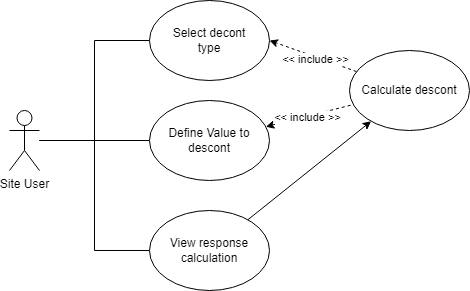 Select decont
type
<< include >>
Calculate descont
<< include >>
Define Value to
descont
Site User
View response
calculation